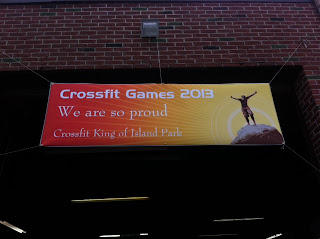 Crossfit Games 2013
We are so proud
Crossfit King of Island Park